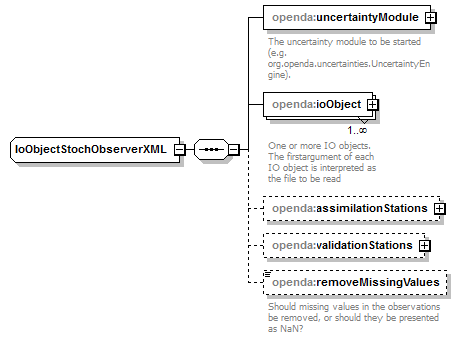 openda:uncertaintyModule
The uncertainty module to be started
(e.g.
org.openda.uncertainties.UncertaintyEn
gine).
openda:ioObject
1..∞
One or more IO objects.
The firstargument of each
IO object is interpreted as
the file to be read
IoObjectStochObserverXML
openda:assimilationStations
openda:validationStations
openda:removeMissingValues
Should missing values in the observations
be removed, or should they be presented
as NaN?